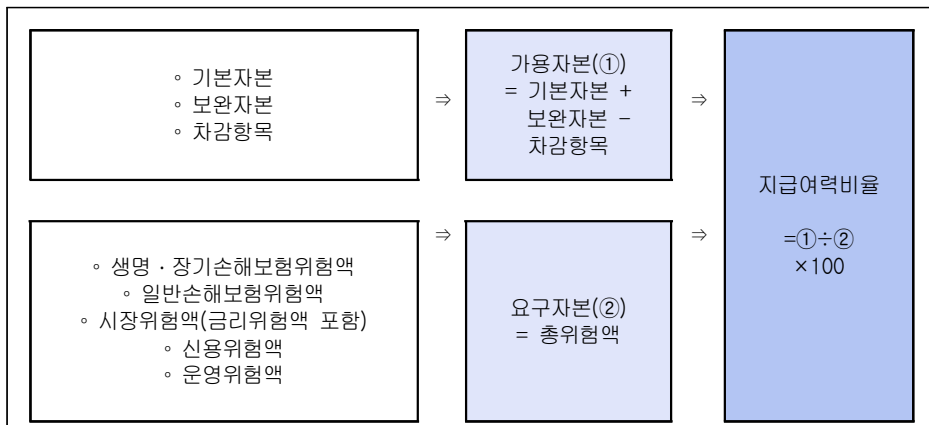 ◦ 기본자본
◦ 보완자본
◦ 차감항목
⇒
가용자본(①)
= 기본자본 +
보완자본 -
차감항목
⇒
◦ 생명·장기손해보험위험액
◦ 일반손해보험위험액
◦ 시장위험액(금리위험액 포함)
◦ 신용위험액
◦ 운영위험액
⇒
요구자본(②)
= 총위험액
⇒
지급여력비율
=①÷②
×100